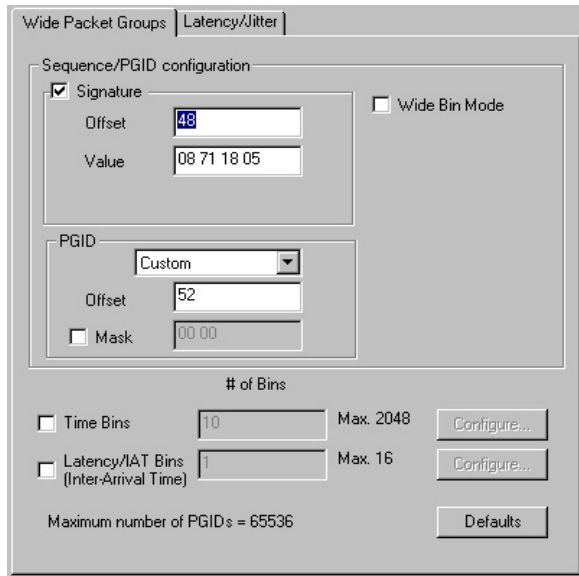 Wide Packet Groups Latency/Jitter
Sequence/PGID configuration
Signature
Wide Bin Mode
Offset 48
Value 08 71 18 05
PGID
Custom
Offset 52
Mask 00 00
# of Bins
Time Bins 10 Max. 2048 Configure...
Latency/IAT Bins 1 Max. 16 Configure...
(Inter-Arrival Time)
Maximum number of PGIDs = 65536 Defaults